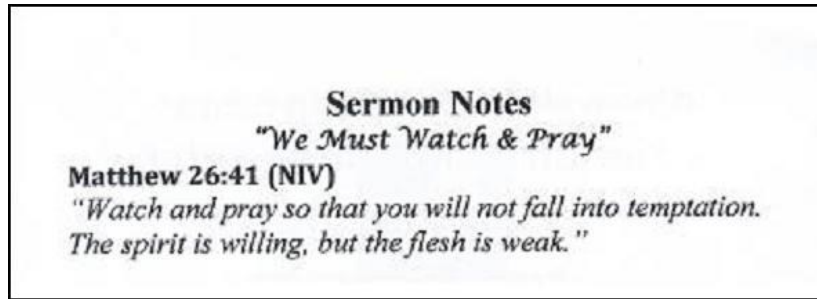 Sermon Notes
"We Must Watch & Pray"
Matthew 26:41 (NIV)
"Watch and pray so that you will not fall into temptation.
The spirit is willing, but the flesh is weak."